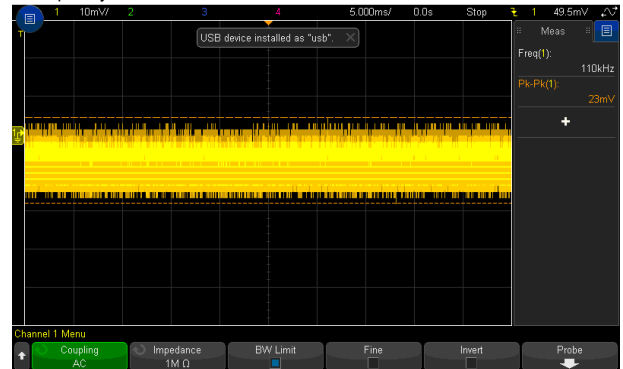 1 10mV/ 2 3 4 5.000ms/ 0.0s Stop 1 49.5mV
T
USB device installed as "usb".
Meas
Freq(1):
110kHz
Pk-Pk(1):
23mV
+
1
Channel 1 Menu
Coupling
AC
Impedance
1M Ω
BW Limit
Fine
Invert
Probe